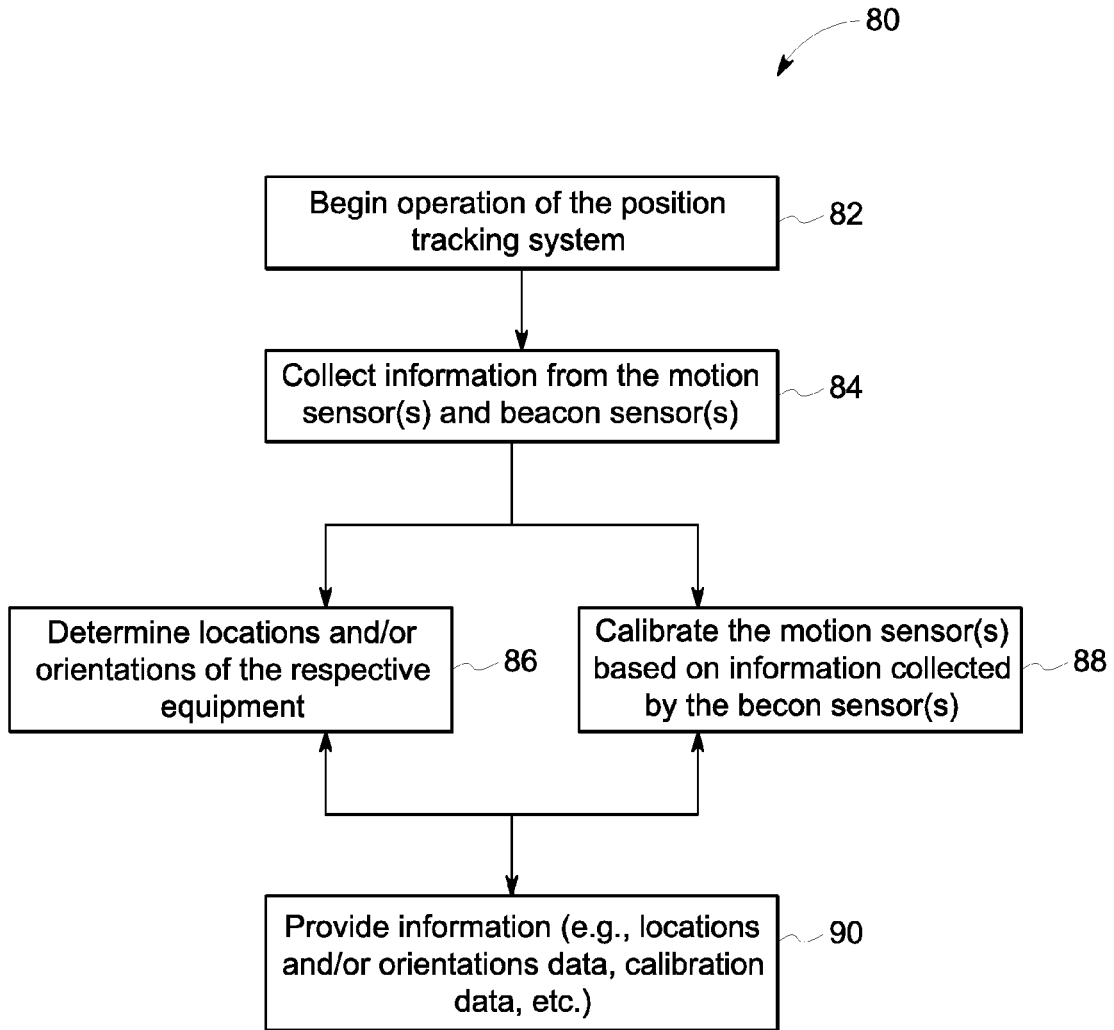 80
Begin operation of the position
tracking system
82
Collect information from the motion
sensor(s) and beacon sensor(s)
84
Determine locations and/or
orientations of the respective
equipment
86
Calibrate the motion sensor(s)
based on information collected
by the becon sensor(s)
88
Provide information (e.g., locations
and/or orientations data, calibration
data, etc.)
90